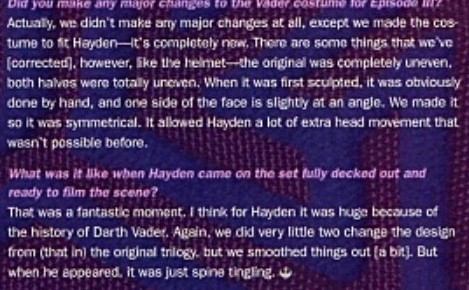 Did you make any major changes to the Vader costume for Episode III?
Actually, we didn't make any major changes at all, except we made the cos-
tume to fit Hayden—it's completely new. There are some things that we've
[corrected], however, like the helmet—the original was completely uneven,
both halves were totally uneven. When it was first sculpted, it was obviously
done by hand, and one side of the face is slightly at an angle. We made it
so it was symmetrical. It allowed Hayden a lot of extra head movement that
wasn't possible before.
What was it like when Hayden came on the set fully decked out and
ready to film the scene?
That was a fantastic moment. I think for Hayden it was huge because of
the history of Darth Vader. Again, we did very little two change the design
from (that in) the original trilogy, but we smoothed things out [a bit]. But
when he appeared, it was just spine tingling.